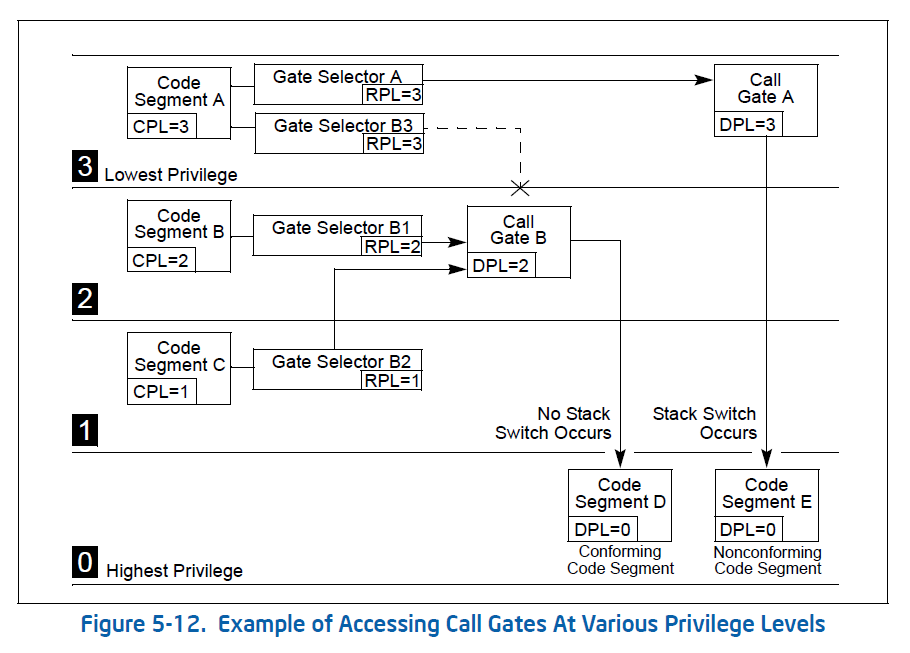 Code
Segment A
CPL=3
Gate Selector A
RPL=3
Gate Selector B3
RPL=3
Call
Gate A
DPL=3
3
Lowest Privilege
Code
Segment B
CPL=2
Gate Selector B1
RPL=2
Call
Gate B
DPL=2
2
Code
Segment C
CPL=1
Gate Selector B2
RPL=1
1
No Stack
Switch Occurs
Stack Switch
Occurs
Code
Segment D
DPL=0
Conforming
Code Segment
Code
Segment E
DPL=0
Nonconforming
Code Segment
0
Highest Privilege
Figure 5-12. Example of Accessing Call Gates At Various Privilege Levels